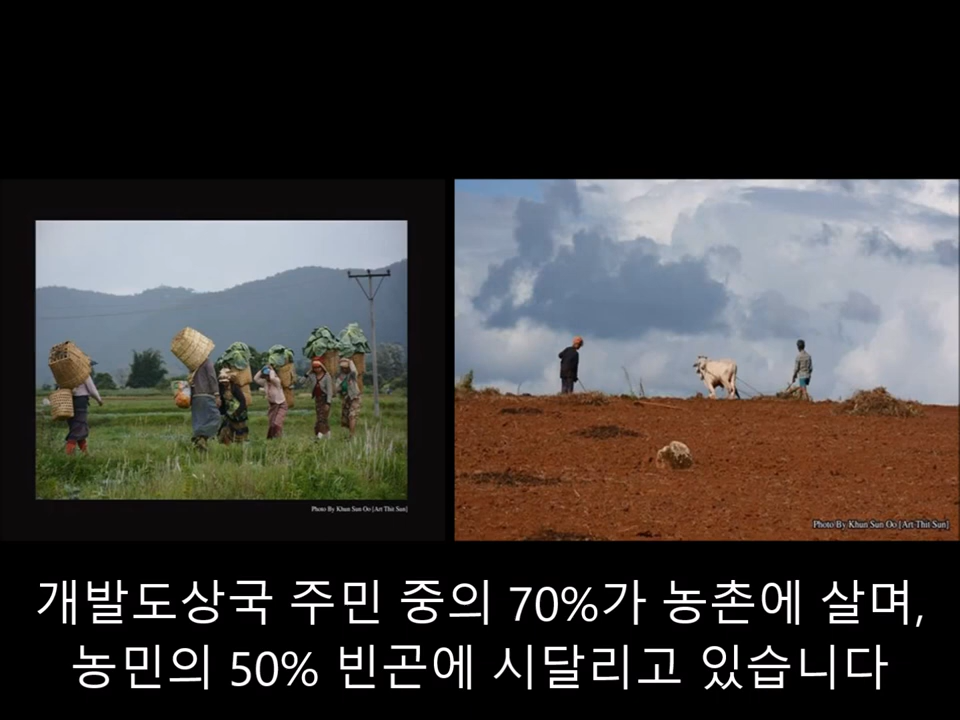 Photo By Khun Sun Oo [Art Thit Sun]
Photo By Khun Sun Oo [Art Thit Sun]
개발도상국 주민 중의 70%가 농촌에 살며,
농민의 50% 빈곤에 시달리고 있습니다